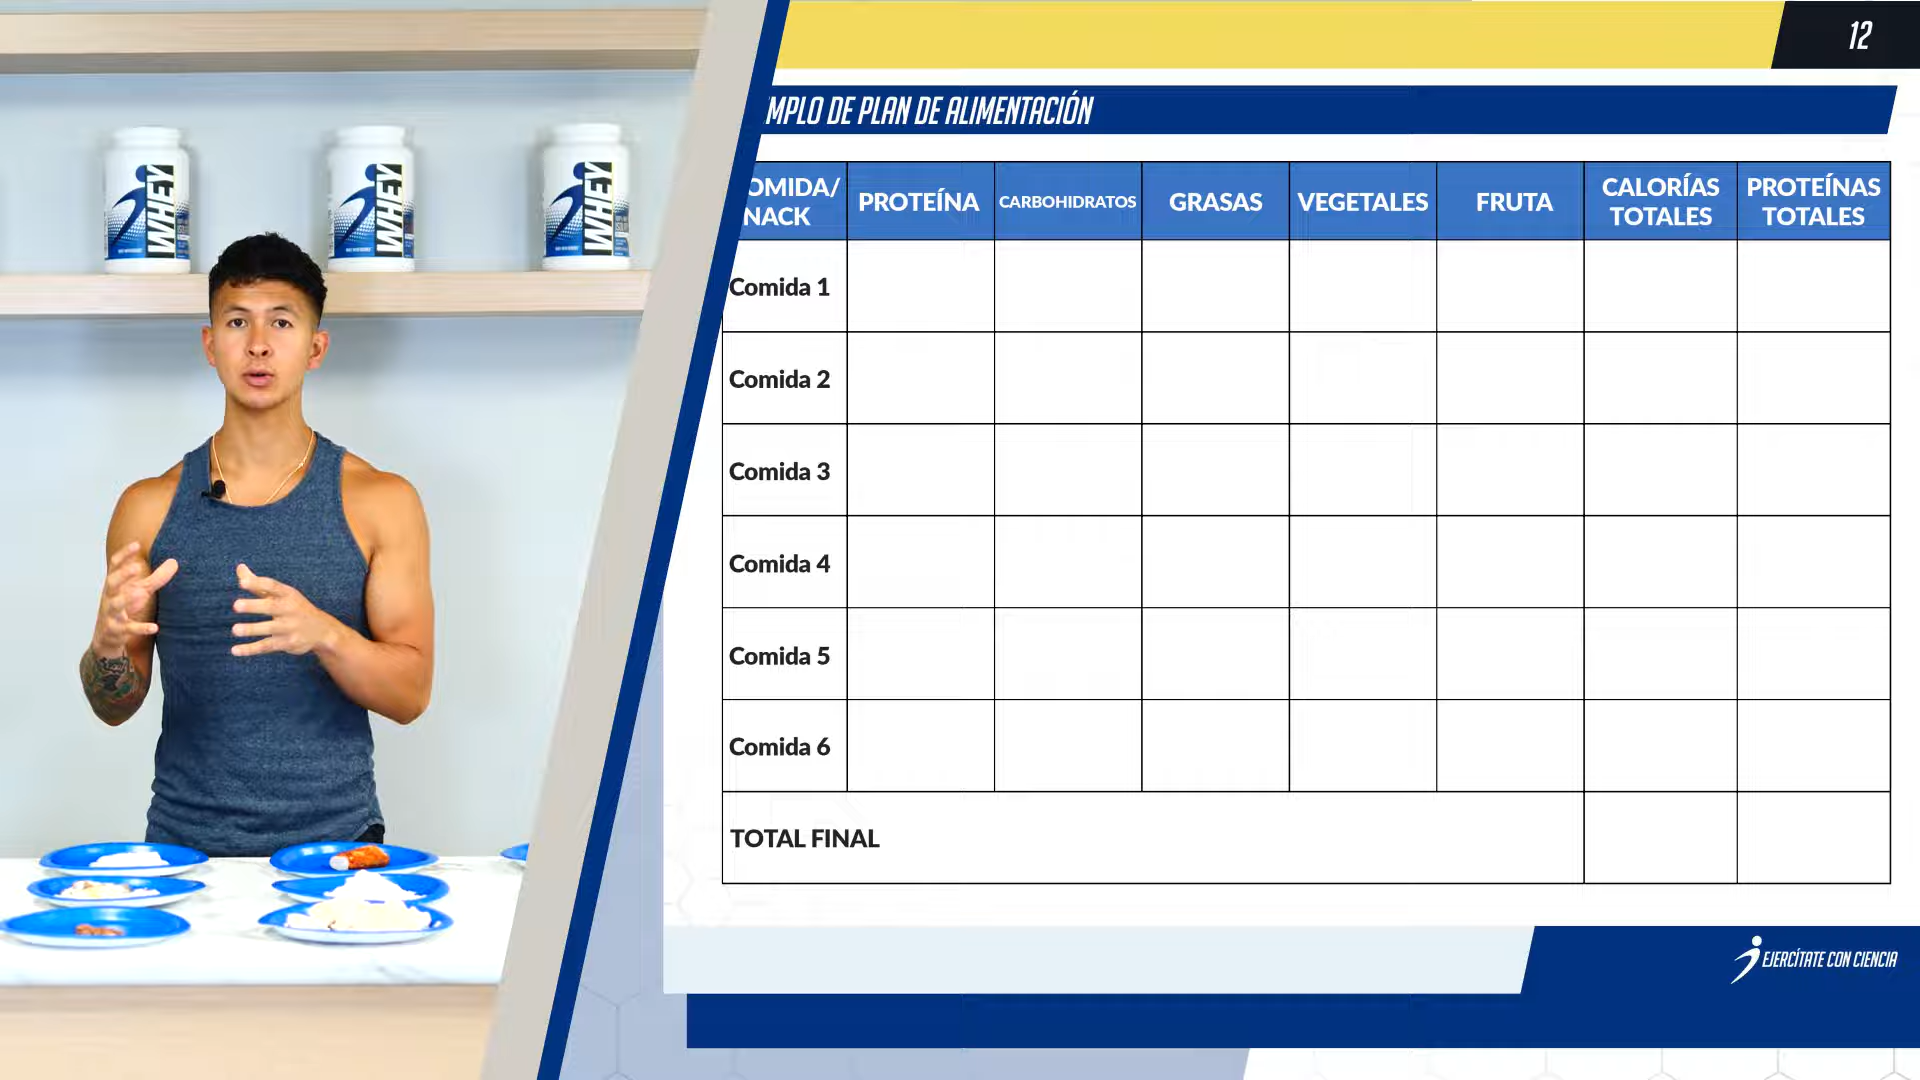 12
MPLO DE PLAN DE ALIMENTACIÓN
OMIDA/
NACK
PROTEÍNA
CARBOHIDRATOS
GRASAS
VEGETALES
FRUTA
CALORÍAS
TOTALES
PROTEÍNAS
TOTALES
Comida 1
Comida 2
Comida 3
Comida 4
Comida 5
Comida 6
TOTAL FINAL
EJERCÍTATE CON CIENCIA
WHEY
WHEY
WHEY